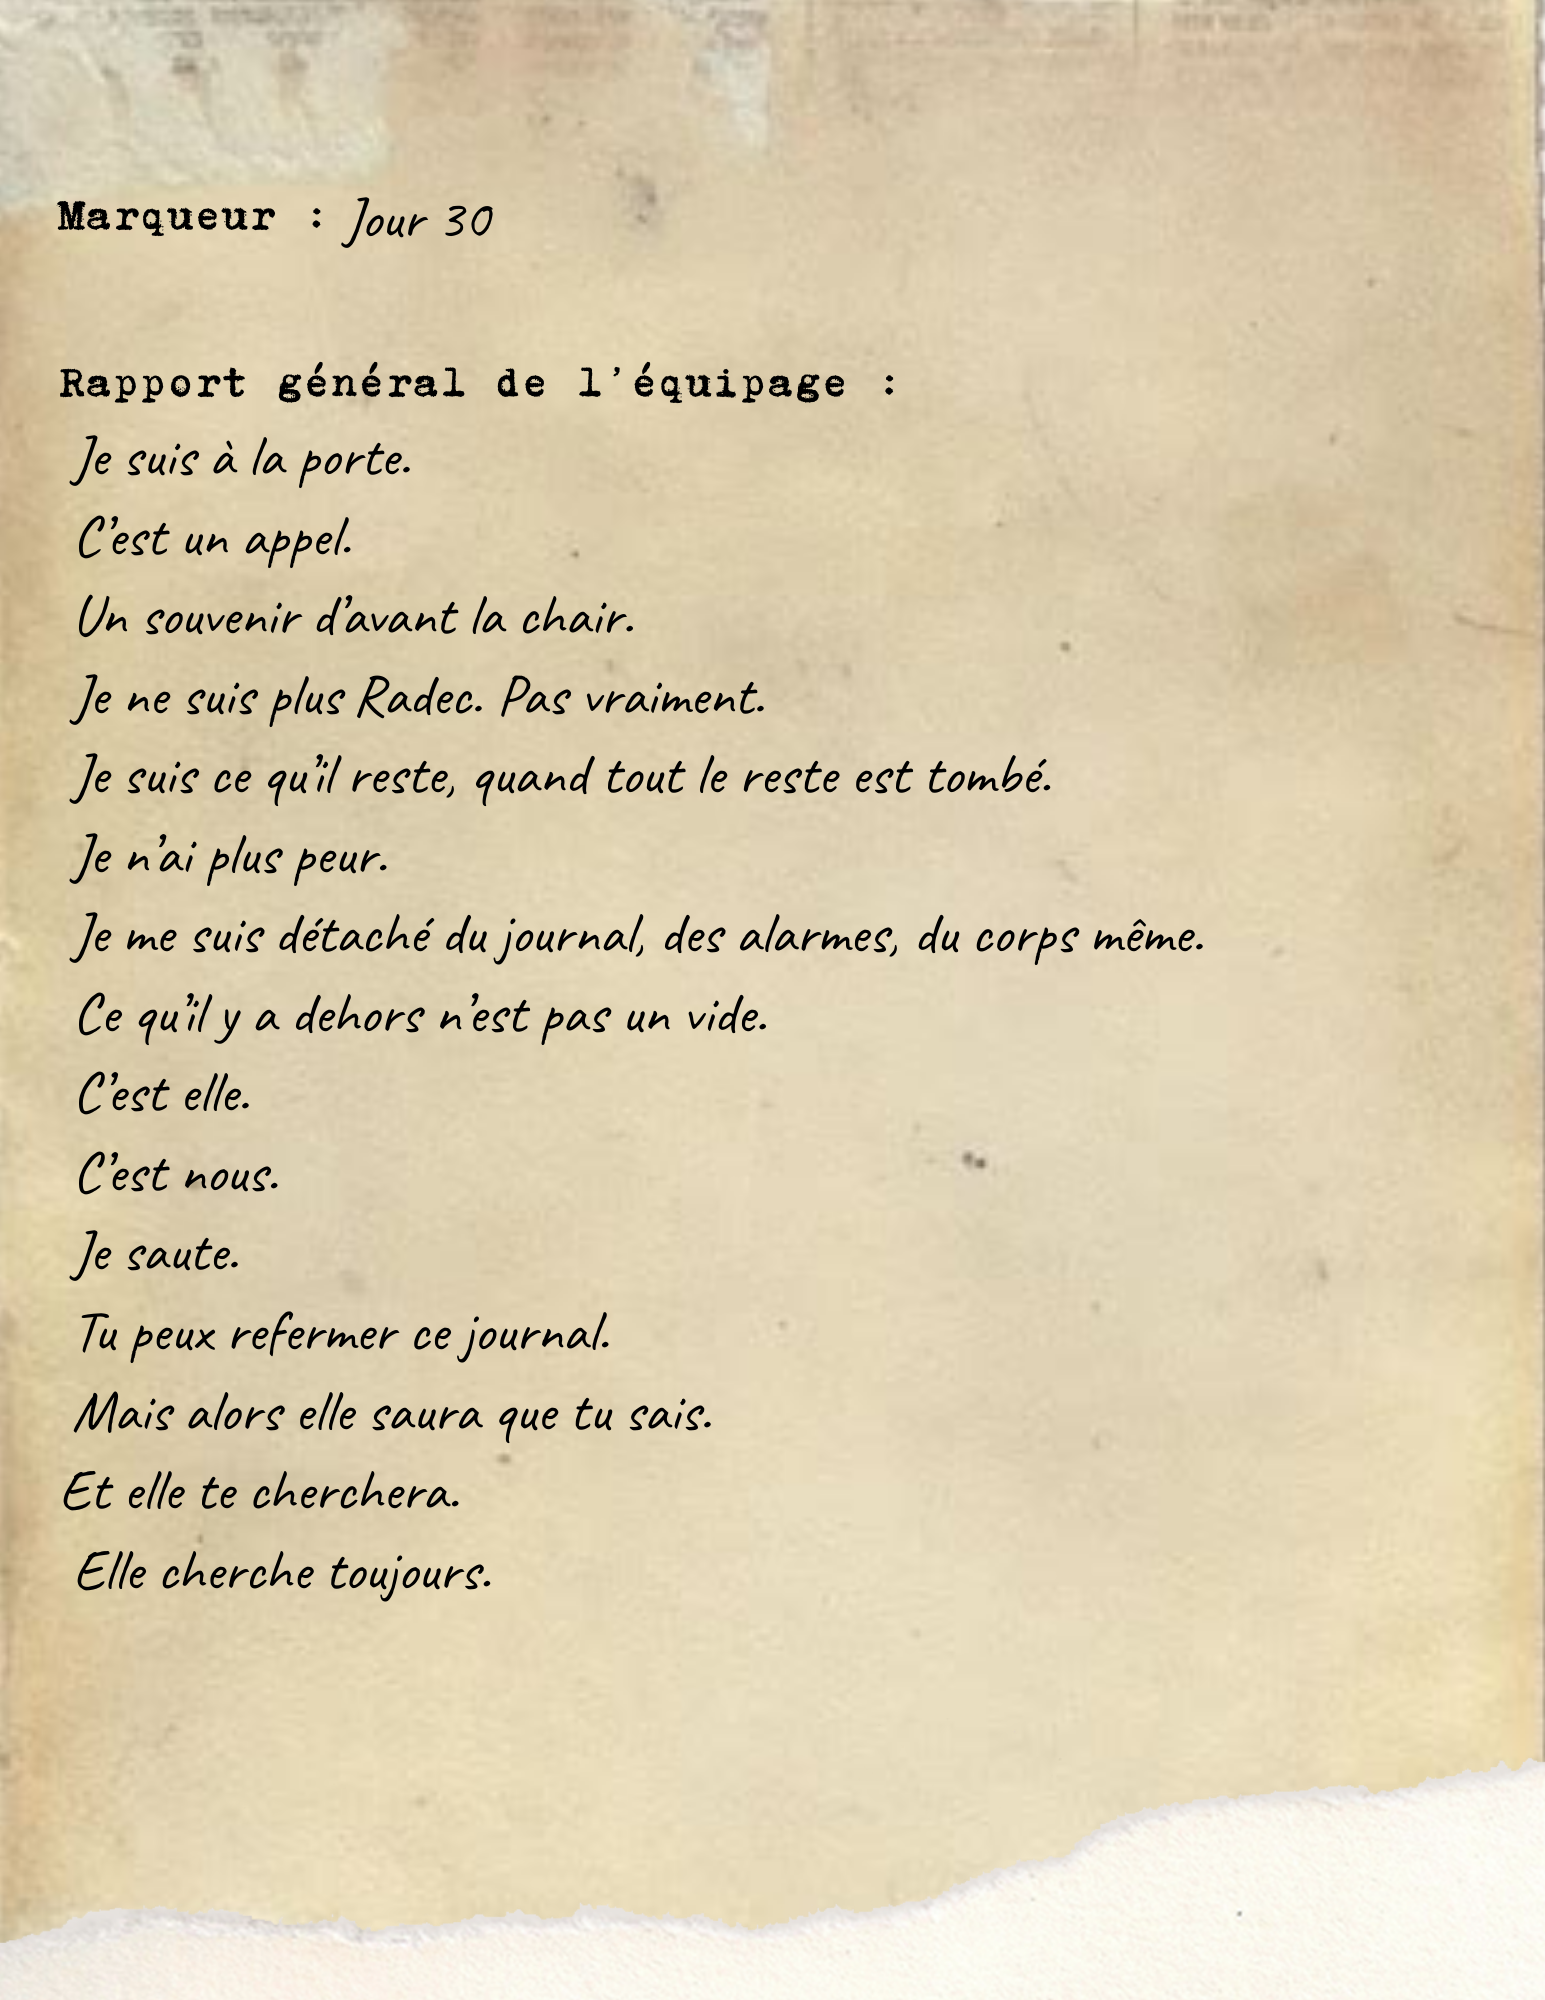 Marqueur : Jour 30
Rapport général de l'équipage :
Je suis à la porte.
C’est un appel.
Un souvenir d’avant la chair.
Je ne suis plus Radec. Pas vraiment.
Je suis ce qu’il reste, quand tout le reste est tombé.
Je n’ai plus peur.
Je me suis détaché du journal, des alarmes, du corps même.
Ce qu’il y a dehors n’est pas un vide.
C’est elle.
C’est nous.
Je saute.
Tu peux refermer ce journal.
Mais alors elle saura que tu sais.
Et elle te cherchera.
Elle cherche toujours.